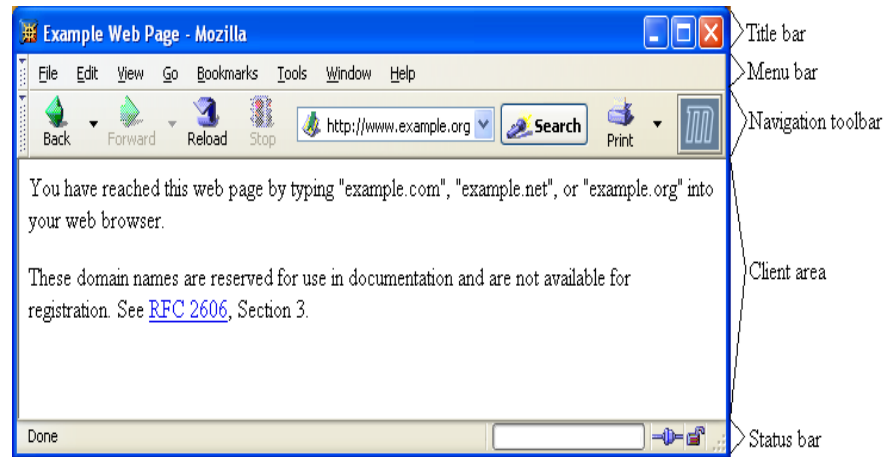 Example Web Page - Mozilla
Title bar
File Edit View Go Bookmarks Tools Window Help
Menu bar
Back Forward Reload Stop http://www.example.org Search Print
Navigation toolbar
You have reached this web page by typing "example.com", "example.net", or "example.org" into
your web browser.
These domain names are reserved for use in documentation and are not available for
registration. See RFC 2606, Section 3.
Client area
Done
Status bar